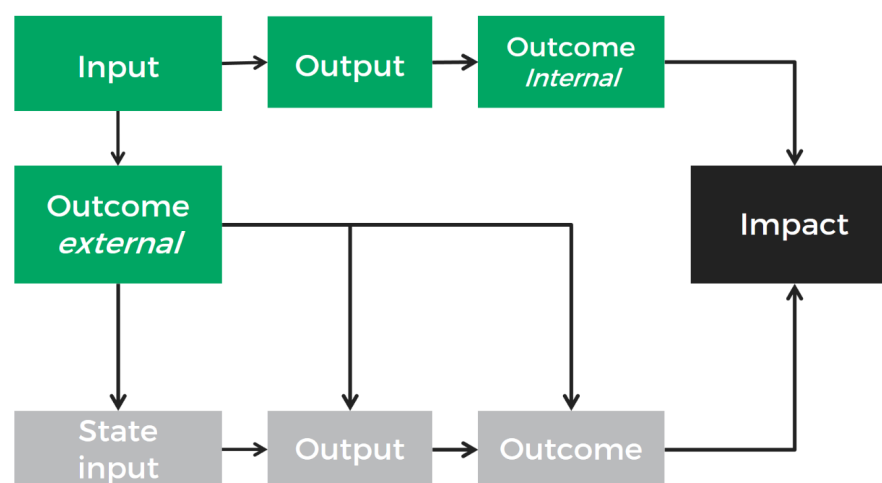 Input
Output
Outcome
Internal
Outcome
external
Impact
State
input
Output
Outcome